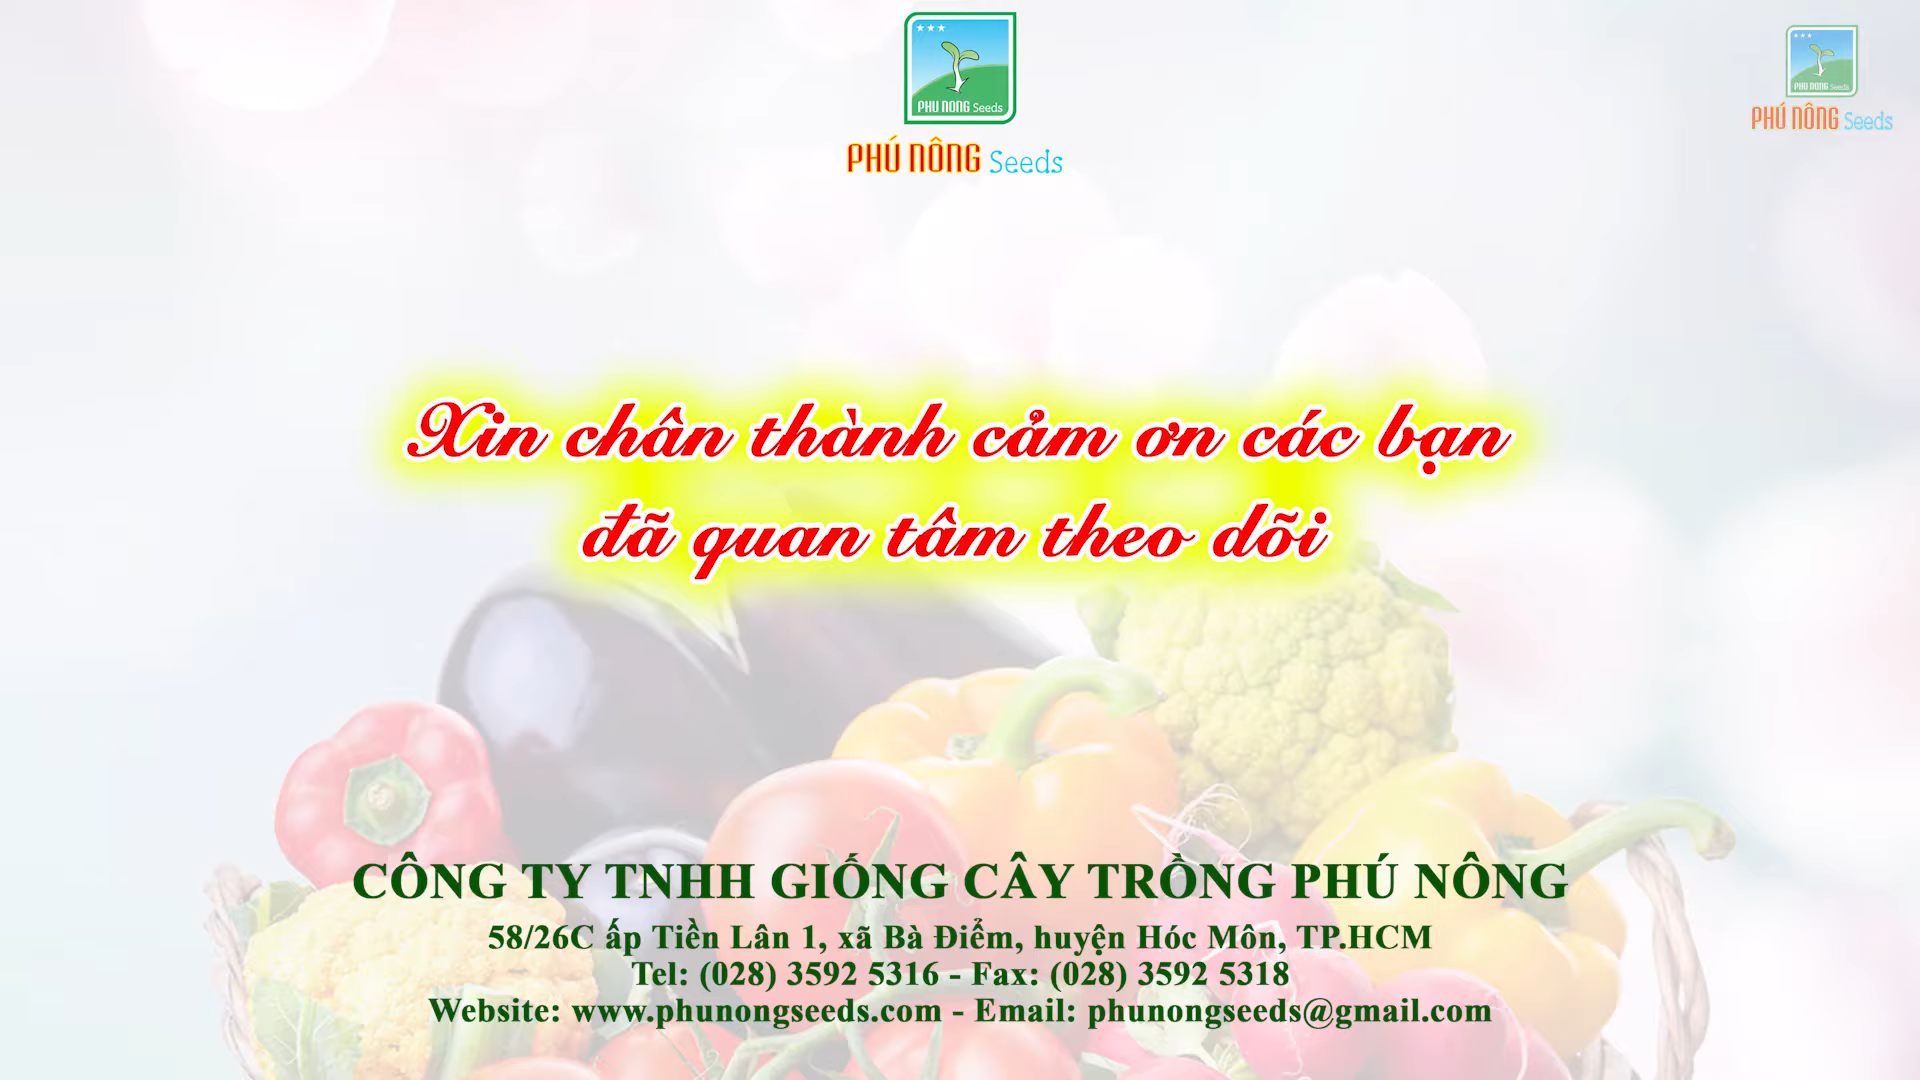 PHU NONG Seeds
PHÚ NÔNG Seeds
PHU NONG Seeds
PHÚ NÔNG Seeds
Xin chân thành cảm ơn các bạn
đã quan tâm theo dõi
CÔNG TY TNHH GIỐNG CÂY TRỒNG PHÚ NÔNG
58/26C ấp Tiền Lân 1, xã Bà Điểm, huyện Hóc Môn, TP.HCM
Tel: (028) 3592 5316 - Fax: (028) 3592 5318
Website: www.phunongseeds.com - Email: phunongseeds@gmail.com